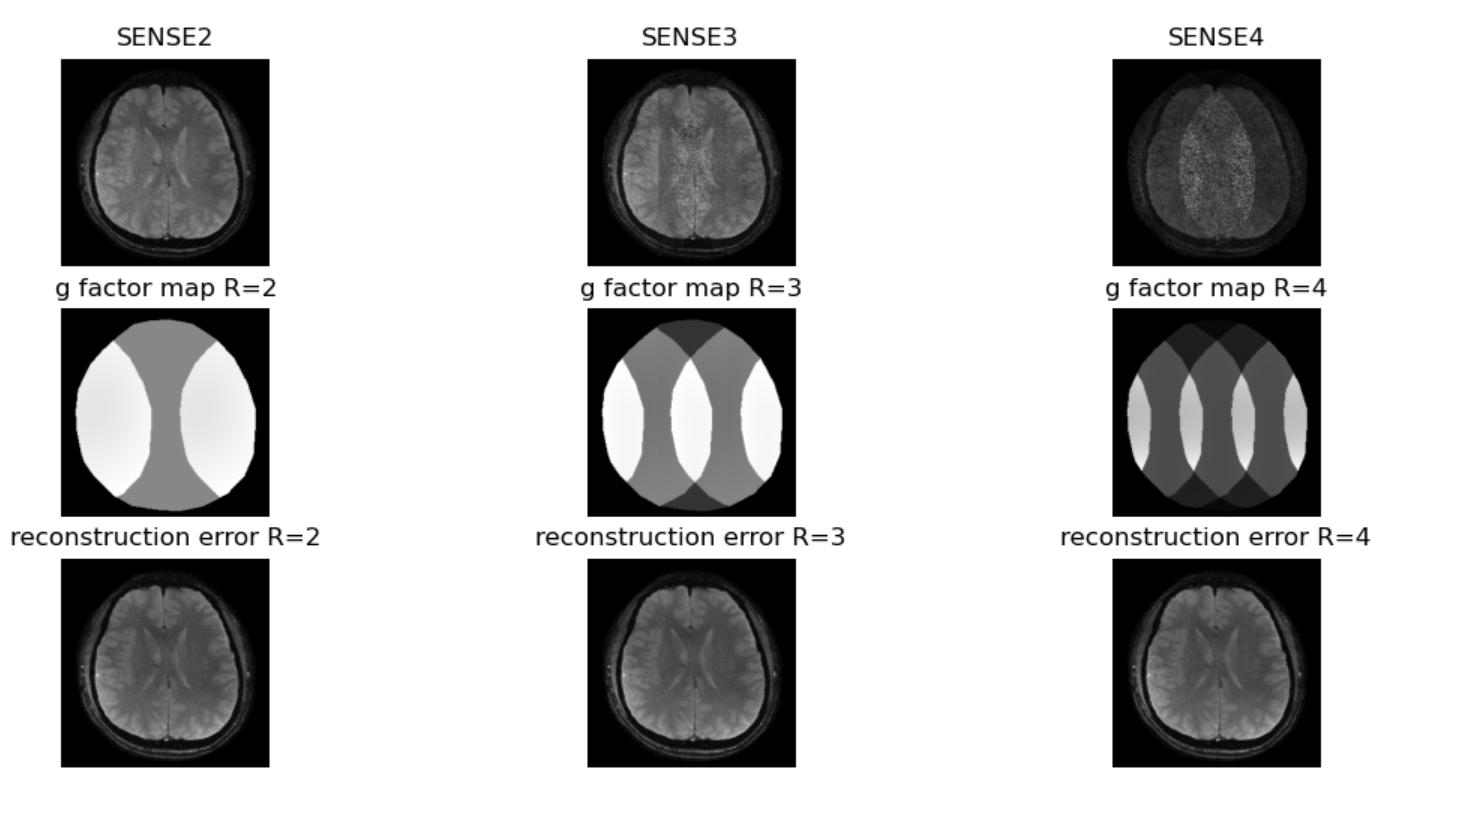 SENSE2
SENSE3
SENSE4
g factor map R=2
g factor map R=3
g factor map R=4
reconstruction error R=2
reconstruction error R=3
reconstruction error R=4